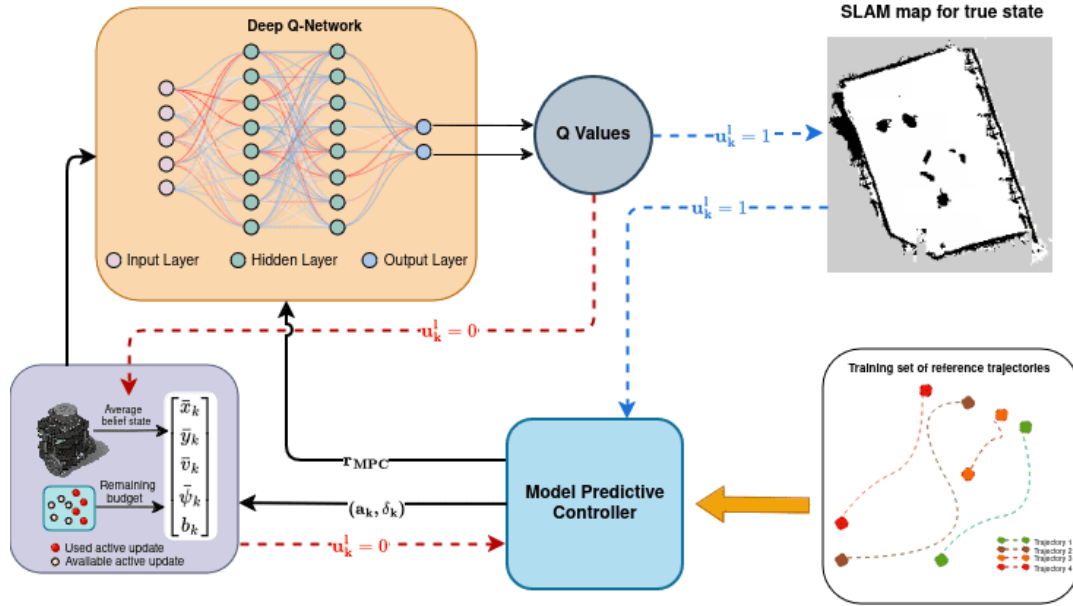 Deep Q-Network
Input Layer
Hidden Layer
Output Layer
Q Values
u_k^l = 1
SLAM map for true state
u_k^l = 1
u_k^l = 0
Average
belief state
x̄_k
ȳ_k
v̄_k
ψ̄_k
b_k
Remaining
budget
Used active update
Available active update
r_MPC
(a_k, δ_k)
u_k^l = 0
Model Predictive
Controller
Training set of reference trajectories
Trajectory 1
Trajectory 2
Trajectory 3
Trajectory 4